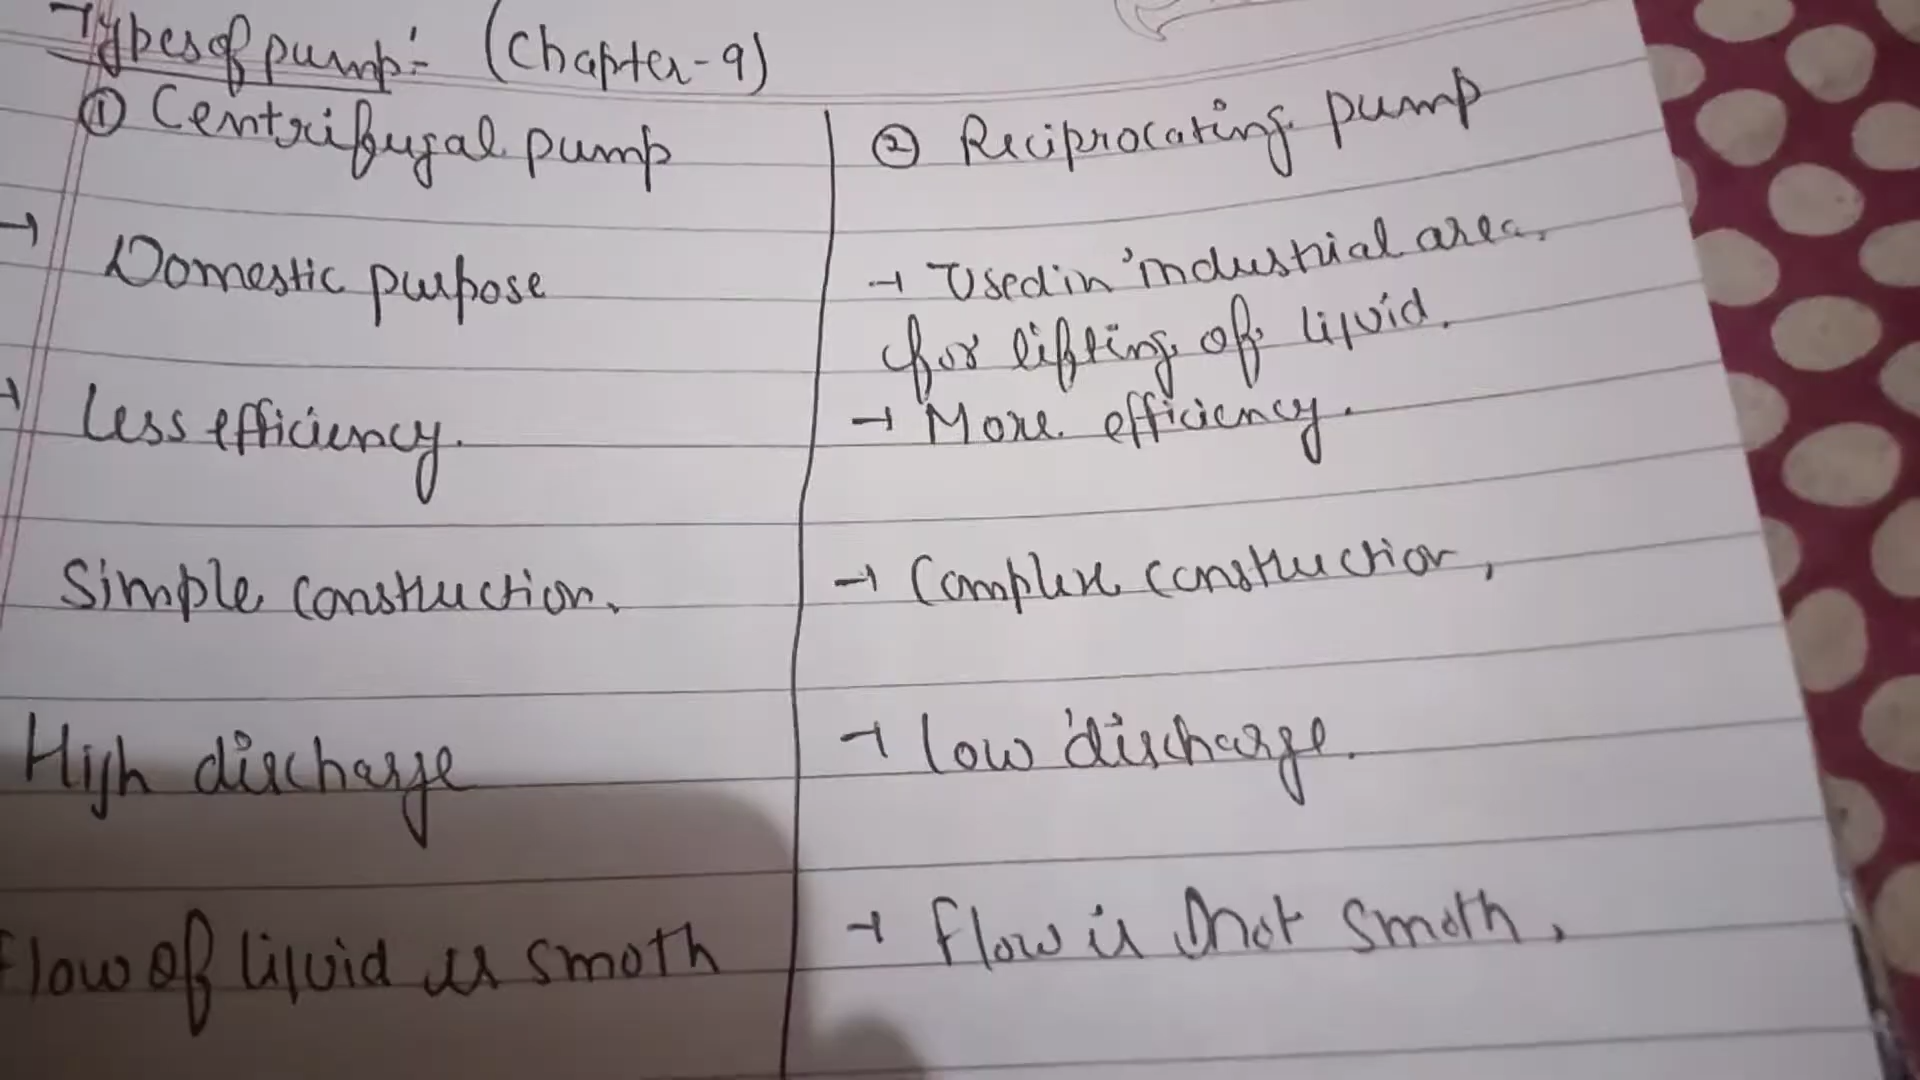 Types of pump:- (Chapter-9)
① Centrifugal pump
→ Domestic purpose
→ Less efficiency.
Simple construction.
High discharge
Flow of liquid is smoth
② Reciprocating pump
→ Used in industrial area.
for lifting of liquid.
→ More efficiency.
→ Complex construction,
→ Low discharge.
→ Flow is not smoth,